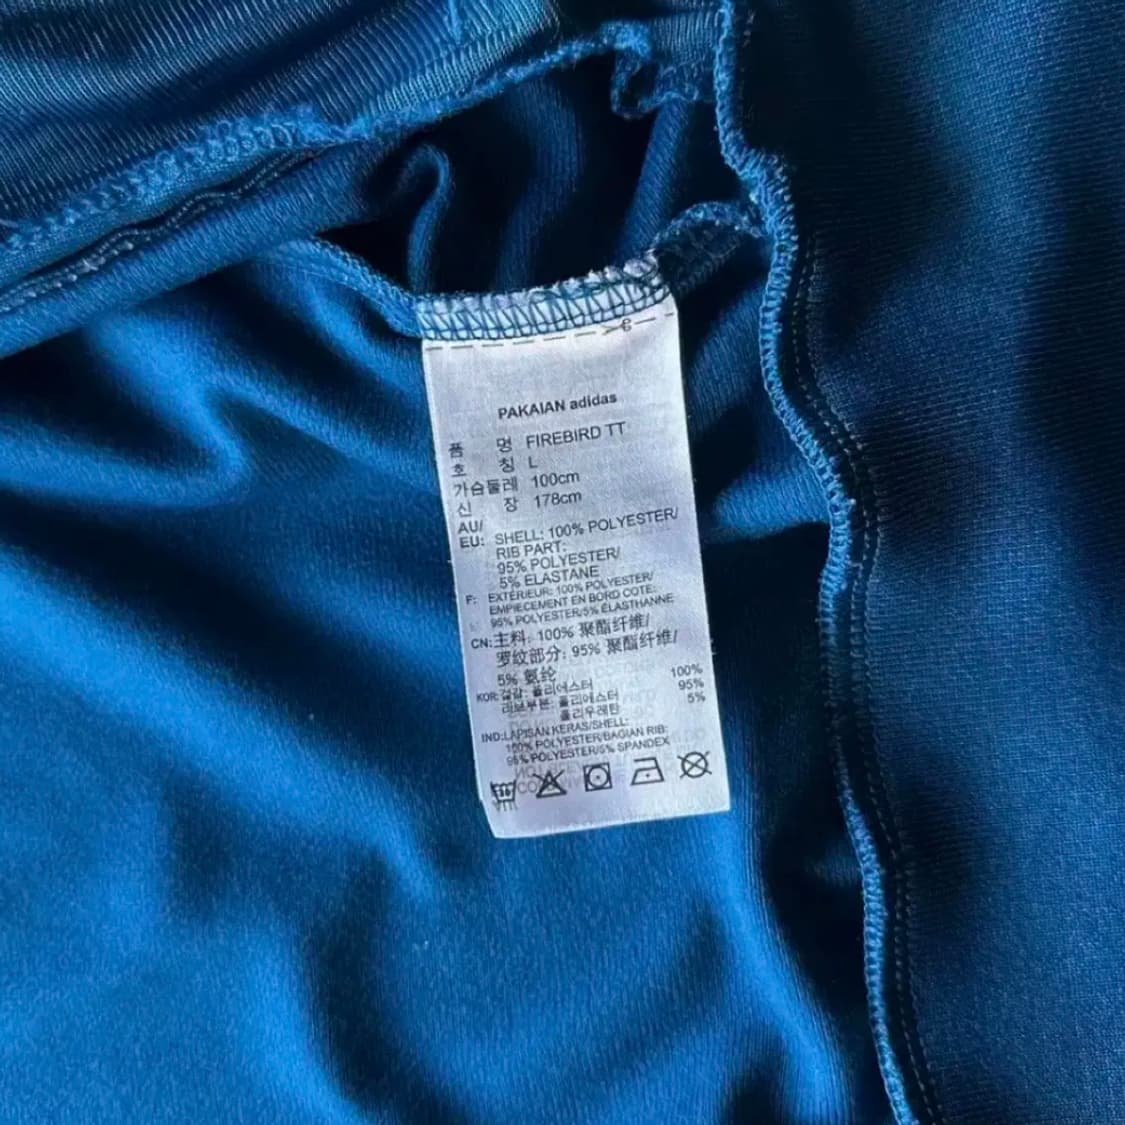 PAKAIAN adidas
품 명 FIREBIRD TT
호 칭 L
가슴둘레 100cm
신 장 178cm
AU/
EU: SHELL: 100% POLYESTER/
RIB PART:
95% POLYESTER/
5% ELASTANE
F: EXTÉRIEUR: 100% POLYESTER/
EMPIECEMENT EN BORD COTE:
95% POLYESTER/5% ÉLASTHANNE
CN: 主料: 100% 聚酯纤维/
罗纹部分: 95% 聚酯纤维/
5% 氨纶
KOR: 겉감: 폴리에스터 100%
리브부분: 폴리에스터 95%
폴리우레탄 5%
IND:LAPISAN KERAS/SHELL:
100% POLYESTER/BAGIAN RIB:
95% POLYESTER/5% SPANDEX